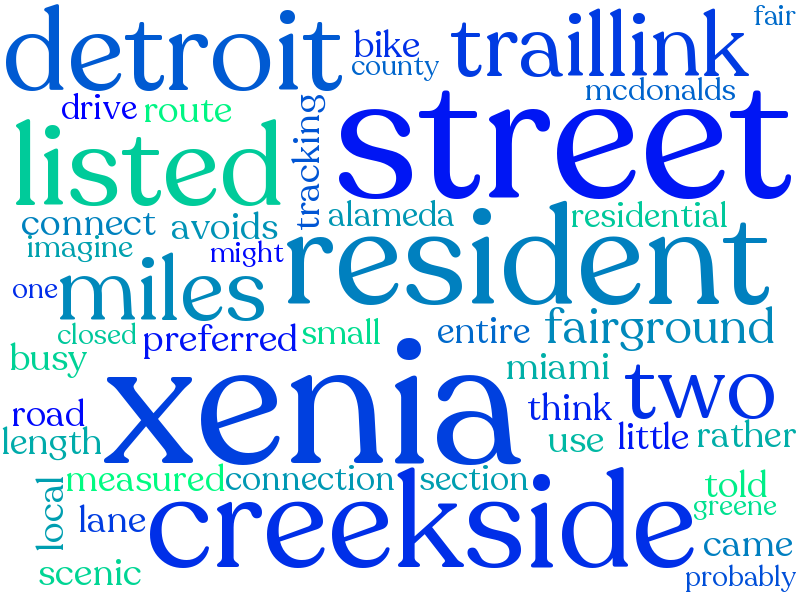 fair
detroit
bike
traillink
county
mcdonalds
drive
route
tracking
street
listed
connect
avoids
alameda
residential
imagine
might
resident
one
miles
closed
preferred
small
entire
fairground
busy
xenia
miami
two
road
think
length
use
little
rather
measured
connection
section
local
creekside
told
lane
greene
came
scenic
probably